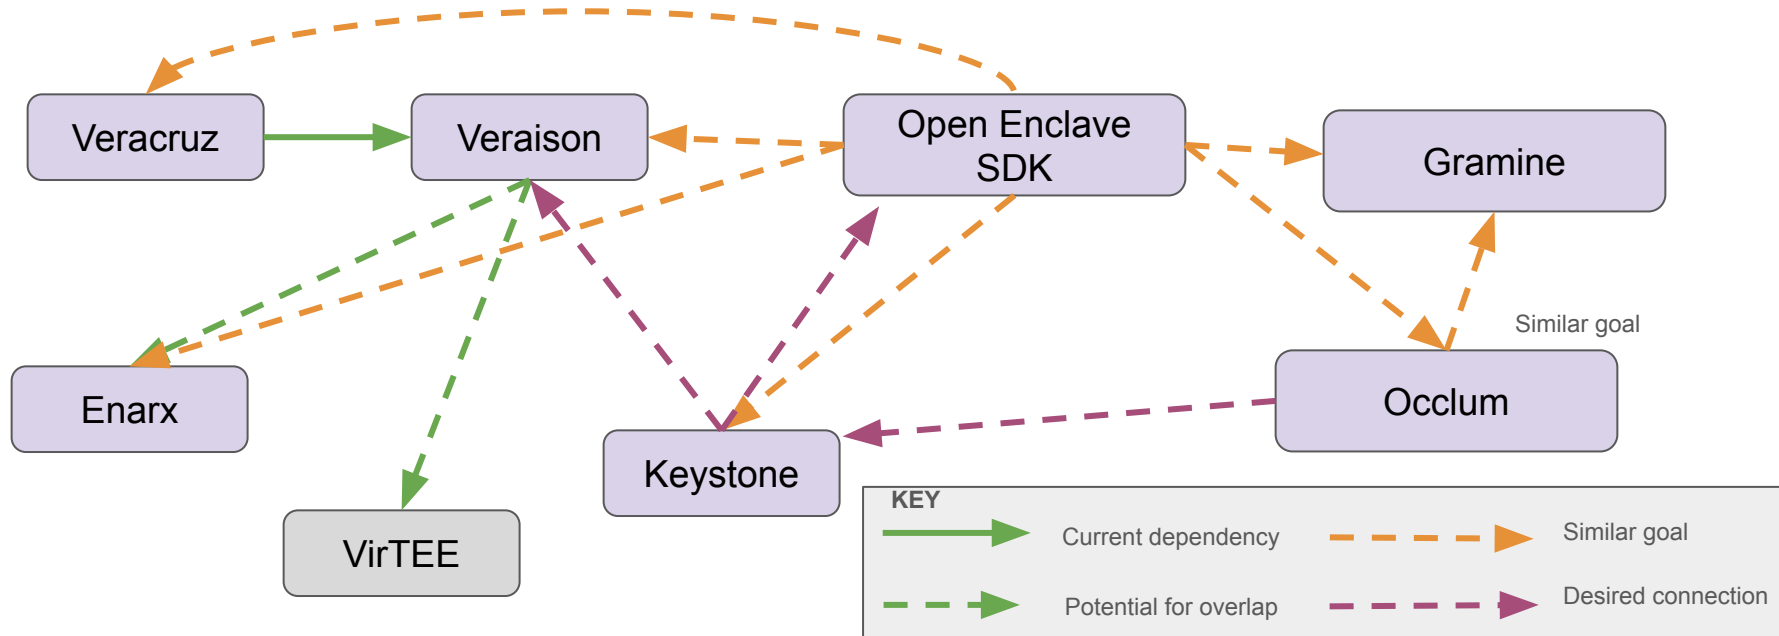 Veracruz
Veraison
Open Enclave
SDK
Gramine
Similar goal
Enarx
Occlum
Keystone
VirTEE
KEY
Current dependency
Similar goal
Potential for overlap
Desired connection